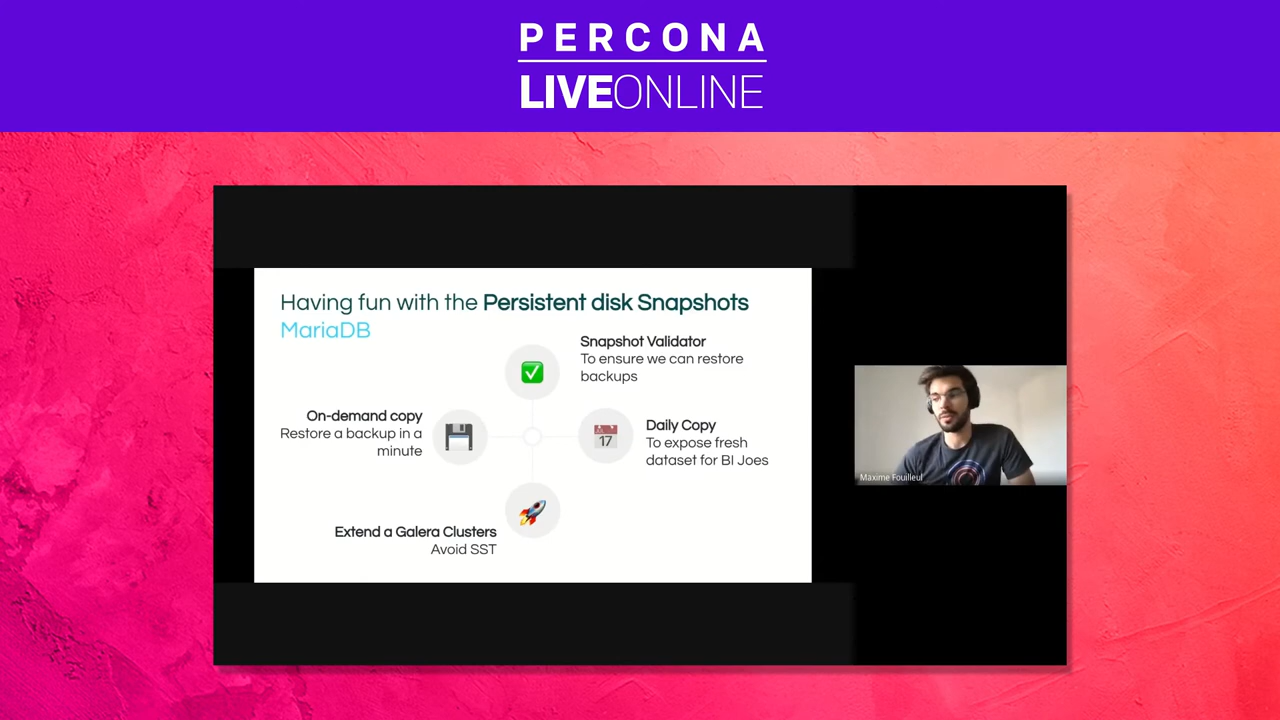 PERCONA
LIVEONLINE
Having fun with the Persistent disk Snapshots
MariaDB
Snapshot Validator
To ensure we can restore
backups
On-demand copy
Restore a backup in a
minute
17
Daily Copy
To expose fresh
dataset for BI Joes
Extend a Galera Clusters
Avoid SST
Maxime Fouilleul